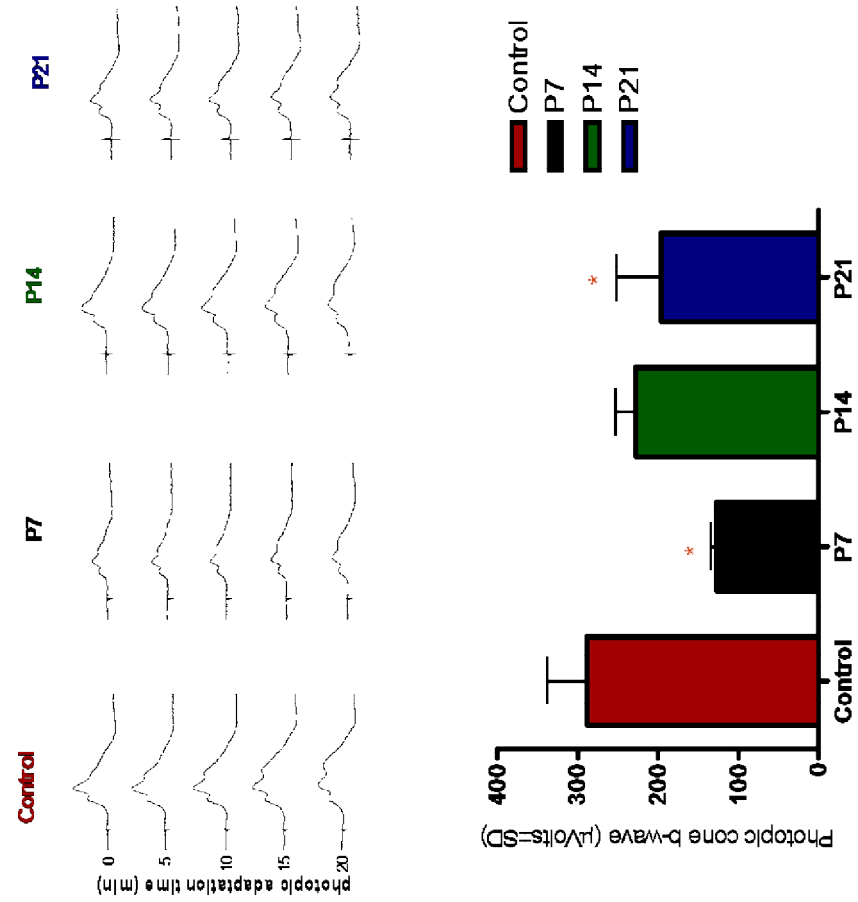 Control
P7
P14
P21
0
5
10
15
20
photopic adaptation time (min)
Photopic cone b-wave (µVolts=SD)
400
300
200
100
0
Control
P7
P14
P21
*
*
Control
P7
P14
P21